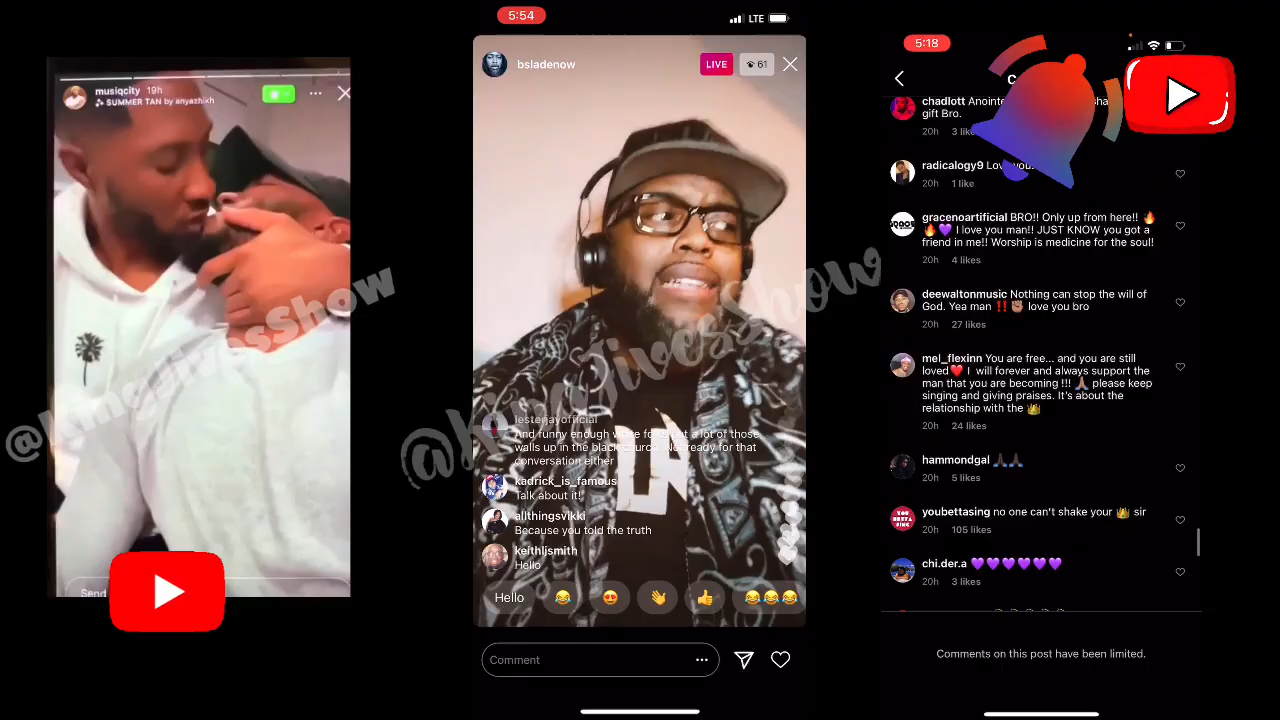 musiqcity 19h
SUMMER TAN by anyazhixh
Send
@KingJivesShow
5:54
LTE
bsladenow
LIVE
61
lesterjayofficial
And funny enough white folks put a lot of those
walls up in the black church. Not ready for that
conversation either
kadrick_is_famous
Talk about it!
allthingsvikki
Because you told the truth
keithljsmith
Hello
Hello 😂 😍 👋 👍 😂😂😂
Comment
@KingJivesShow
5:18
C
chadlott
gift Bro.
20h 3
radicalogy9
20h 1 like
gracenoartificial BRO!! Only up from here!! 🔥
🔥💜 I love you man!! JUST KNOW you got a
friend in me!! Worship is medicine for the soul!
20h 4 likes
deewaltonmusic Nothing can stop the will of
God. Yea man ‼️✊🏽 love you bro
20h 27 likes
mel_flexinn You are free... and you are still
loved❤️ I will forever and always support the
man that you are becoming !!! 🙏🏾 please keep
singing and giving praises. It's about the
relationship with the 👑
20h 24 likes
hammondgal 🙏🏿🙏🏿
20h 5 likes
youbettasing no one can't shake your 👑 sir
20h 105 likes
chi.der.a 💜💜💜💜💜💜
20h 3 likes
Comments on this post have been limited.